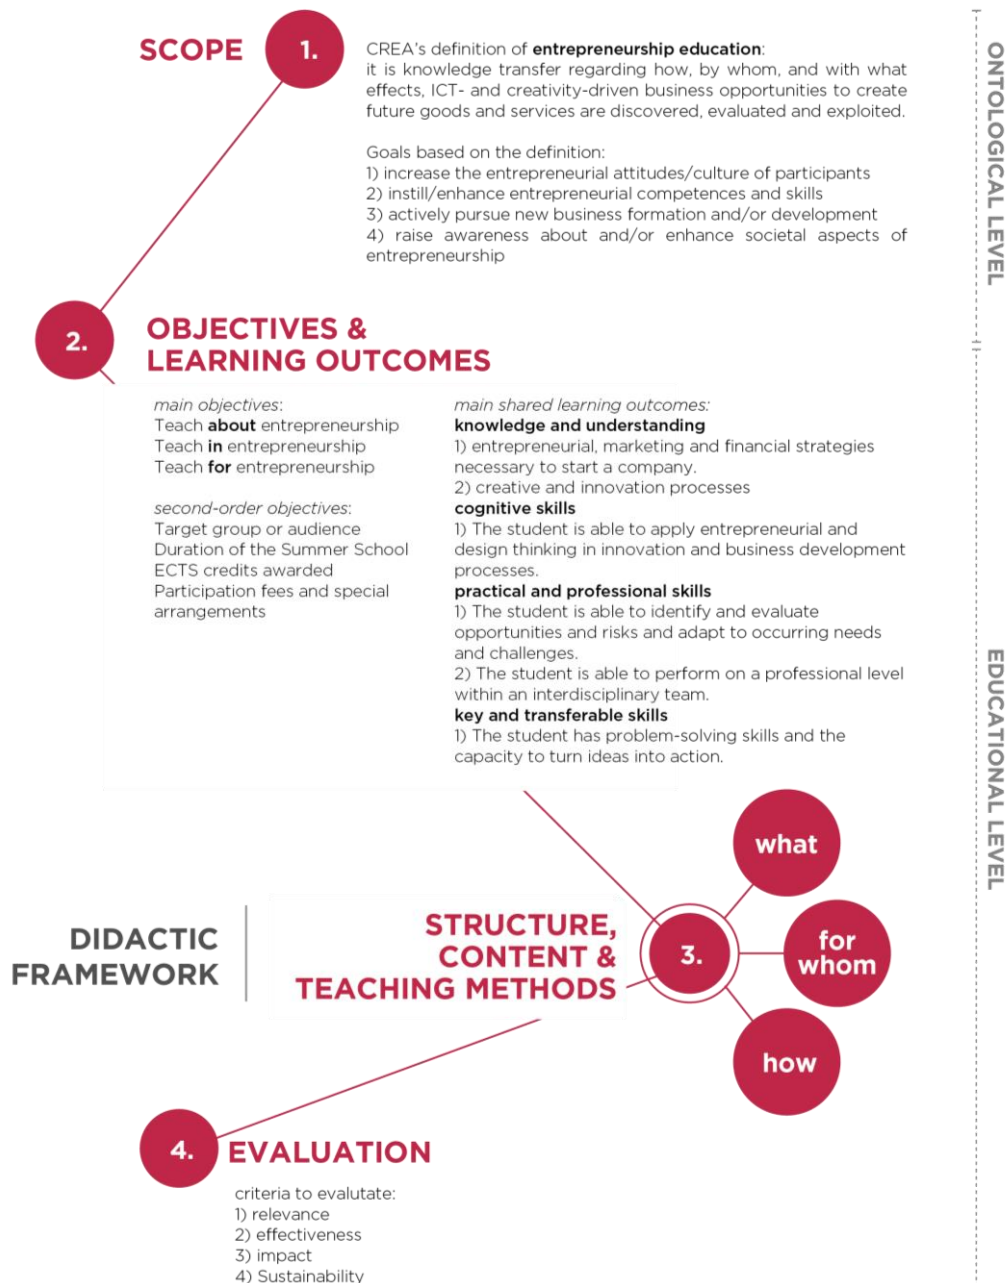 SCOPE
1.
CREA's definition of entrepreneurship education:
it is knowledge transfer regarding how, by whom, and with what
effects, ICT- and creativity-driven business opportunities to create
future goods and services are discovered, evaluated and exploited.
Goals based on the definition:
1) increase the entrepreneurial attitudes/culture of participants
2) instill/enhance entrepreneurial competences and skills
3) actively pursue new business formation and/or development
4) raise awareness about and/or enhance societal aspects of
entrepreneurship
ONTOLOGICAL LEVEL
2.
OBJECTIVES &
LEARNING OUTCOMES
main objectives:
Teach about entrepreneurship
Teach in entrepreneurship
Teach for entrepreneurship
second-order objectives:
Target group or audience
Duration of the Summer School
ECTS credits awarded
Participation fees and special
arrangements
main shared learning outcomes:
knowledge and understanding
1) entrepreneurial, marketing and financial strategies
necessary to start a company.
2) creative and innovation processes
cognitive skills
1) The student is able to apply entrepreneurial and
design thinking in innovation and business development
processes.
practical and professional skills
1) The student is able to identify and evaluate
opportunities and risks and adapt to occurring needs
and challenges.
2) The student is able to perform on a professional level
within an interdisciplinary team.
key and transferable skills
1) The student has problem-solving skills and the
capacity to turn ideas into action.
EDUCATIONAL LEVEL
DIDACTIC
FRAMEWORK
STRUCTURE,
CONTENT &
TEACHING METHODS
3.
what
for
whom
how
4.
EVALUATION
criteria to evalutate:
1) relevance
2) effectiveness
3) impact
4) Sustainability